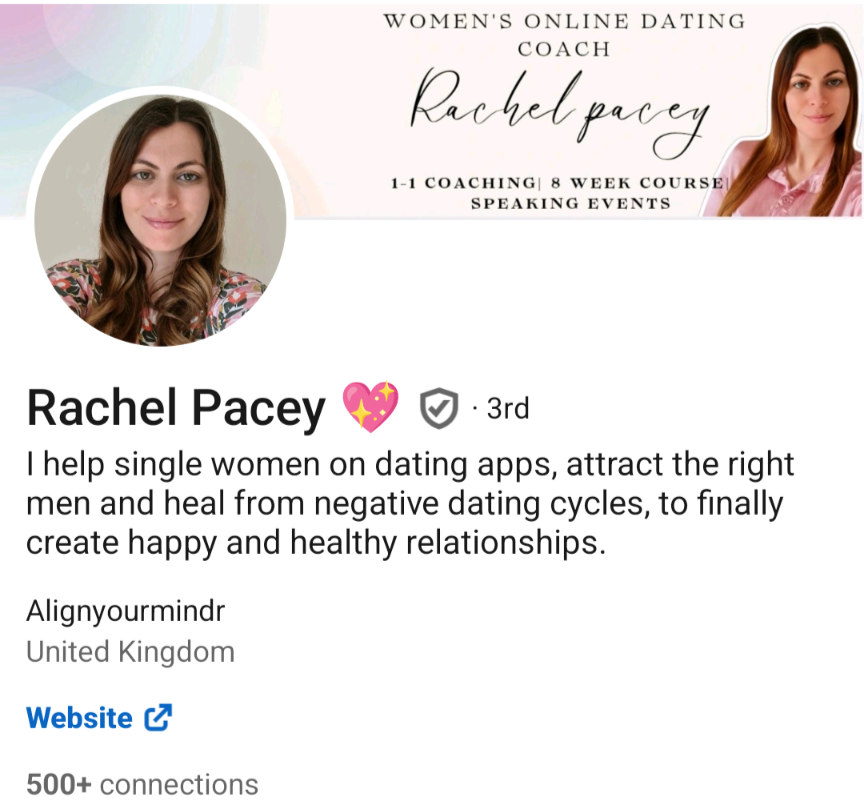 WOMEN'S ONLINE DATING
COACH
Rachel pacey
1-1 COACHING| 8 WEEK COURSE|
SPEAKING EVENTS
Rachel Pacey 💖 · 3rd
I help single women on dating apps, attract the right
men and heal from negative dating cycles, to finally
create happy and healthy relationships.
Alignyourmindr
United Kingdom
Website
500+ connections